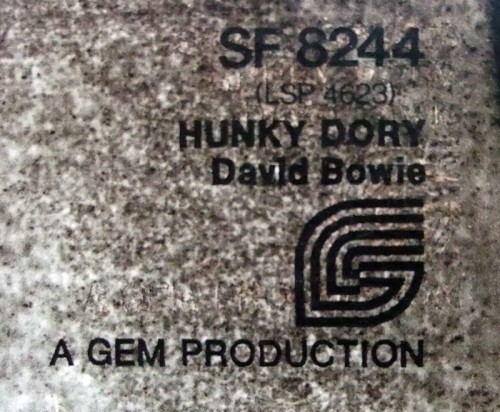 SF 8244
(LSP 4623)
HUNKY DORY
David Bowie
A GEM PRODUCTION